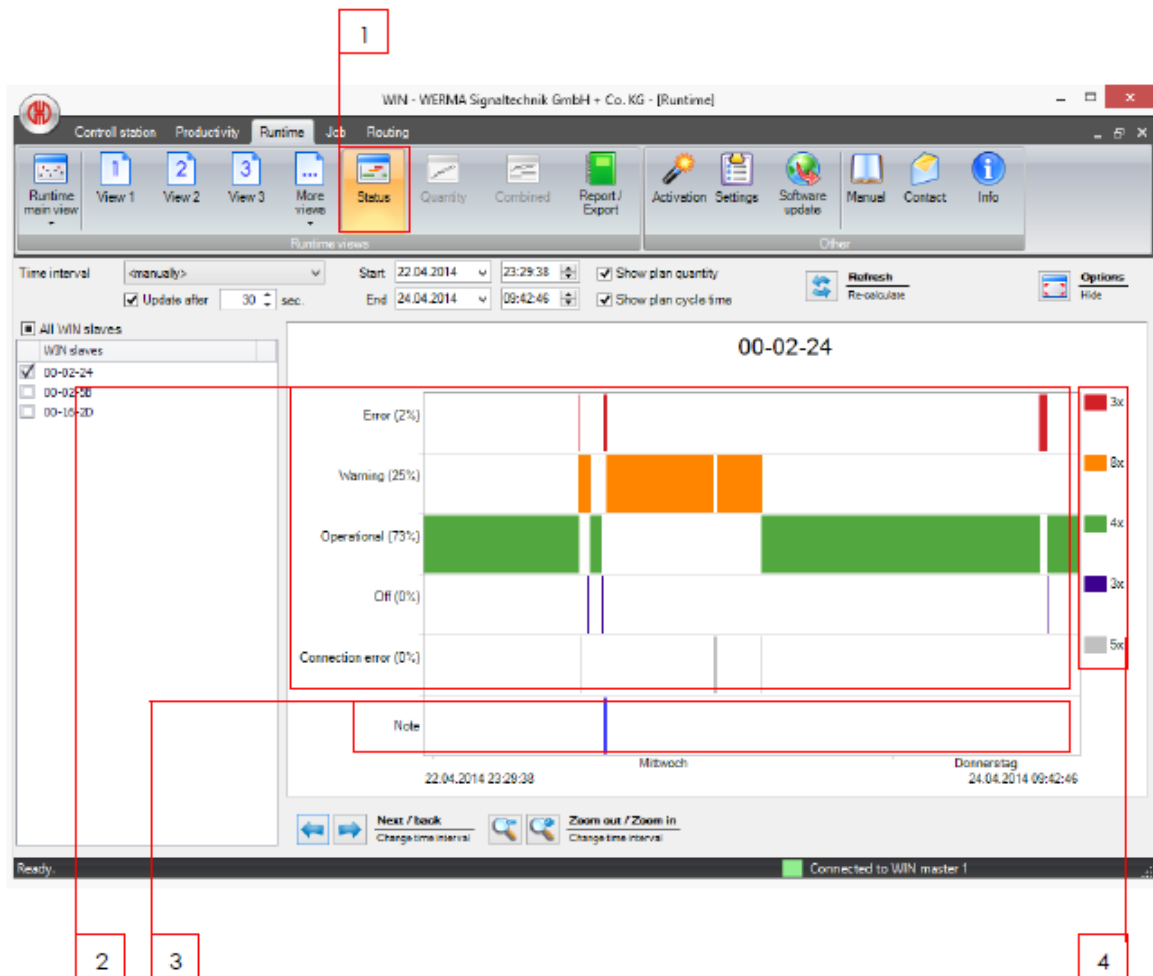 1
WIN - WERMA Signaltechnik GmbH + Co. KG - [Runtime]
Controll station Productivity Runtime Job Routing
Runtime main view
View 1
View 2
View 3
More views
Status
Quantity
Combined
Report / Export
Activation
Settings
Software update
Manual
Contact
Info
Runtime views
Other
Time interval <manually> Start 22.04.2014 23:29:38 Show plan quantity Refresh Options
Update after 30 sec. End 24.04.2014 09:42:46 Show plan cycle time Re-calculate Hide
All WIN slaves
WIN slaves
00-02-24
00-02-5B
00-16-2D
00-02-24
Error (2%) 3x
Warning (25%) 8x
Operational (73%) 4x
Off (0%) 3x
Connection error (0%) 5x
Note
Mittwoch Donnerstag
22.04.2014 23:29:38 24.04.2014 09:42:46
Next / back Zoom out / Zoom in
Change time interval Change time interval
Ready. Connected to WIN master 1
2 3 4